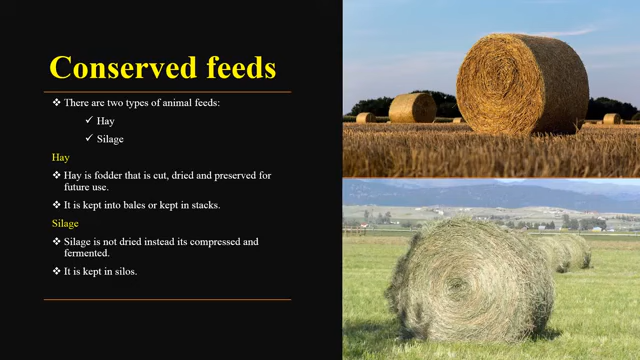 Conserved feeds
❖ There are two types of animal feeds:
✓ Hay
✓ Silage
Hay
❖ Hay is fodder that is cut, dried and preserved for
future use.
❖ It is kept into bales or kept in stacks.
Silage
❖ Silage is not dried instead its compressed and
fermented.
❖ It is kept in silos.